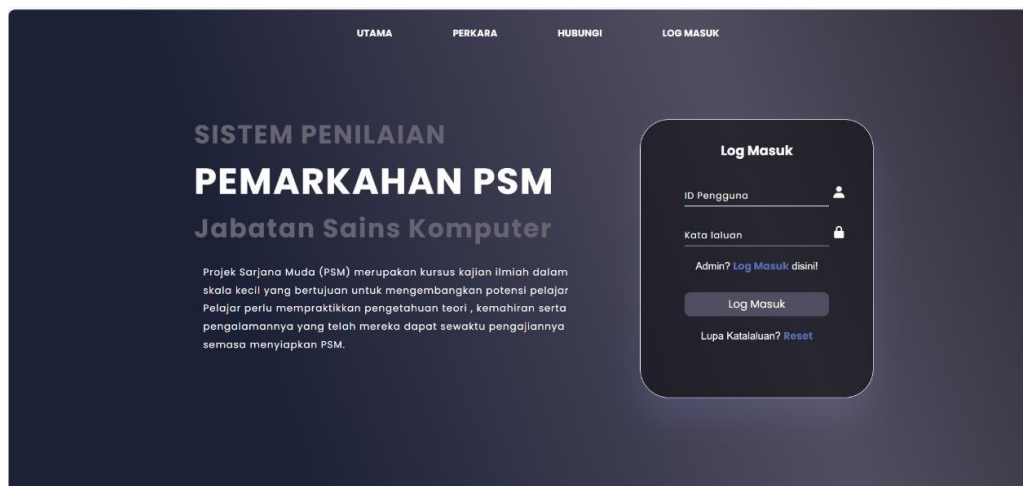 UTAMA PERKARA HUBUNGI LOG MASUK
SISTEM PENILAIAN
PEMARKAHAN PSM
Jabatan Sains Komputer
Projek Sarjana Muda (PSM) merupakan kursus kajian ilmiah dalam
skala kecil yang bertujuan untuk mengembangkan potensi pelajar
Pelajar perlu mempraktikkan pengetahuan teori , kemahiran serta
pengalamannya yang telah mereka dapat sewaktu pengajiannya
semasa menyiapkan PSM.
Log Masuk
ID Pengguna
Kata laluan
Admin? Log Masuk disini!
Log Masuk
Lupa Katalaluan? Reset